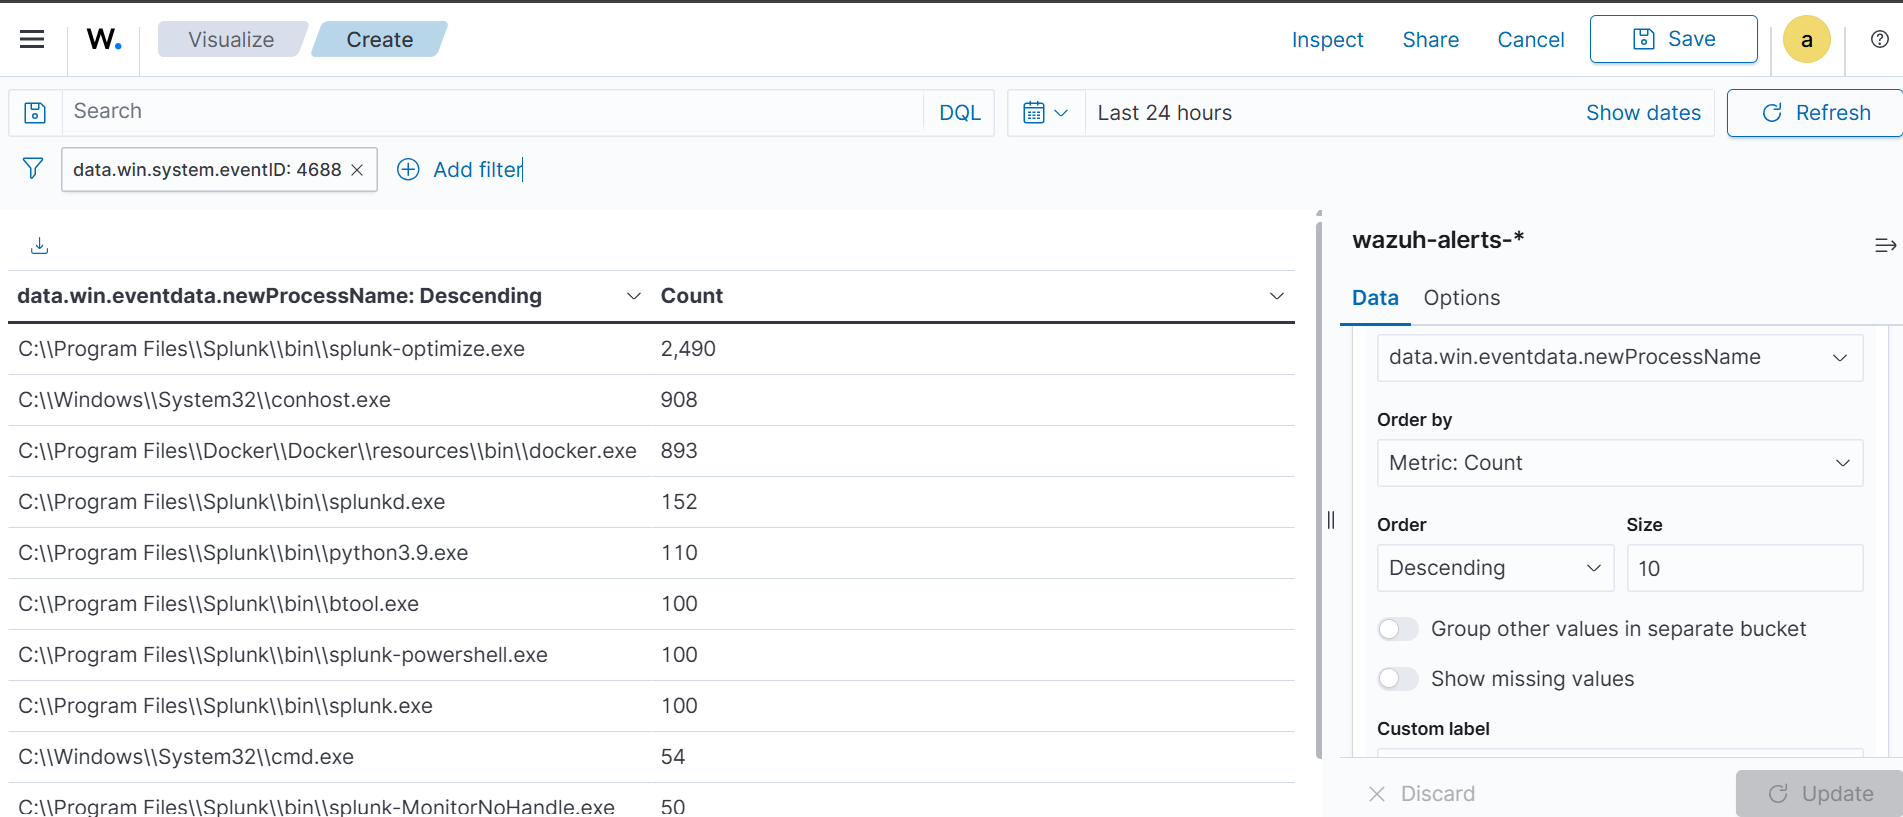 W.
Visualize
Create
Inspect
Share
Cancel
Save
a
Search
DQL
Last 24 hours
Show dates
Refresh
data.win.system.eventID: 4688
Add filter
data.win.eventdata.newProcessName: Descending
Count
C:\\Program Files\\Splunk\\bin\\splunk-optimize.exe
2,490
C:\\Windows\\System32\\conhost.exe
908
C:\\Program Files\\Docker\\Docker\\resources\\bin\\docker.exe
893
C:\\Program Files\\Splunk\\bin\\splunkd.exe
152
C:\\Program Files\\Splunk\\bin\\python3.9.exe
110
C:\\Program Files\\Splunk\\bin\\btool.exe
100
C:\\Program Files\\Splunk\\bin\\splunk-powershell.exe
100
C:\\Program Files\\Splunk\\bin\\splunk.exe
100
C:\\Windows\\System32\\cmd.exe
54
C:\\Program Files\\Splunk\\bin\\splunk-MonitorNoHandle.exe
50
wazuh-alerts-*
Data
Options
data.win.eventdata.newProcessName
Order by
Metric: Count
Order
Size
Descending
10
Group other values in separate bucket
Show missing values
Custom label
Discard
Update